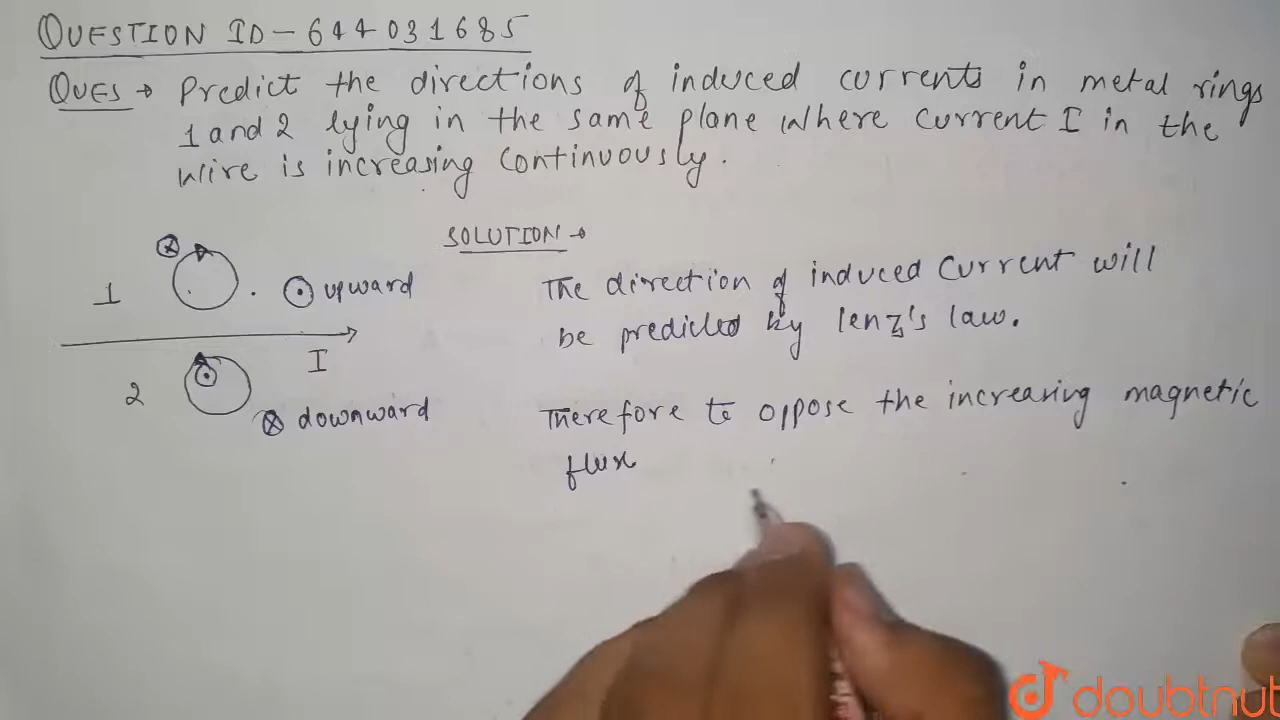 QUESTION ID - 644031685
QUES → Predict the directions of induced currents in metal rings
1 and 2 lying in the same plane where current I in the
wire is increasing continuously.
SOLUTION →
1
upward
The direction of induced current will
be predicted by lenz's law.
I
2
downward
Therefore to oppose the increasing magnetic
flux
doubtnut